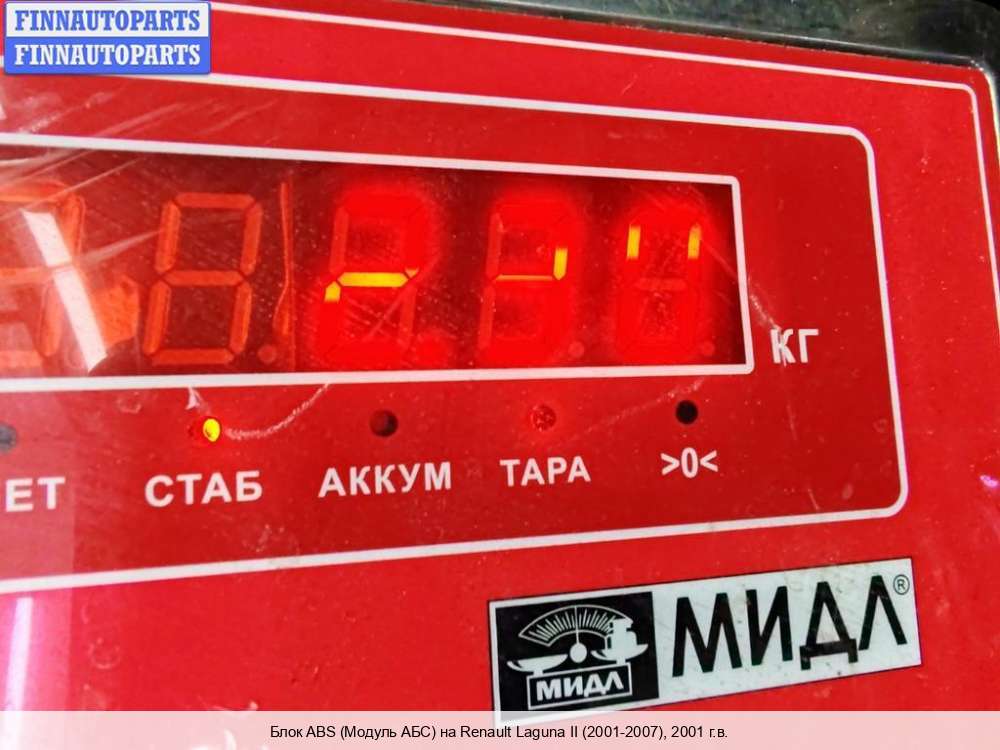 FINNAUTOPARTS
FINNAUTOPARTS
КГ
ЕТ СТАБ АККУМ ТАРА >0<
МИДЛ®
МИДЛ
Блок ABS (Модуль АБС) на Renault Laguna II (2001-2007), 2001 г.в.